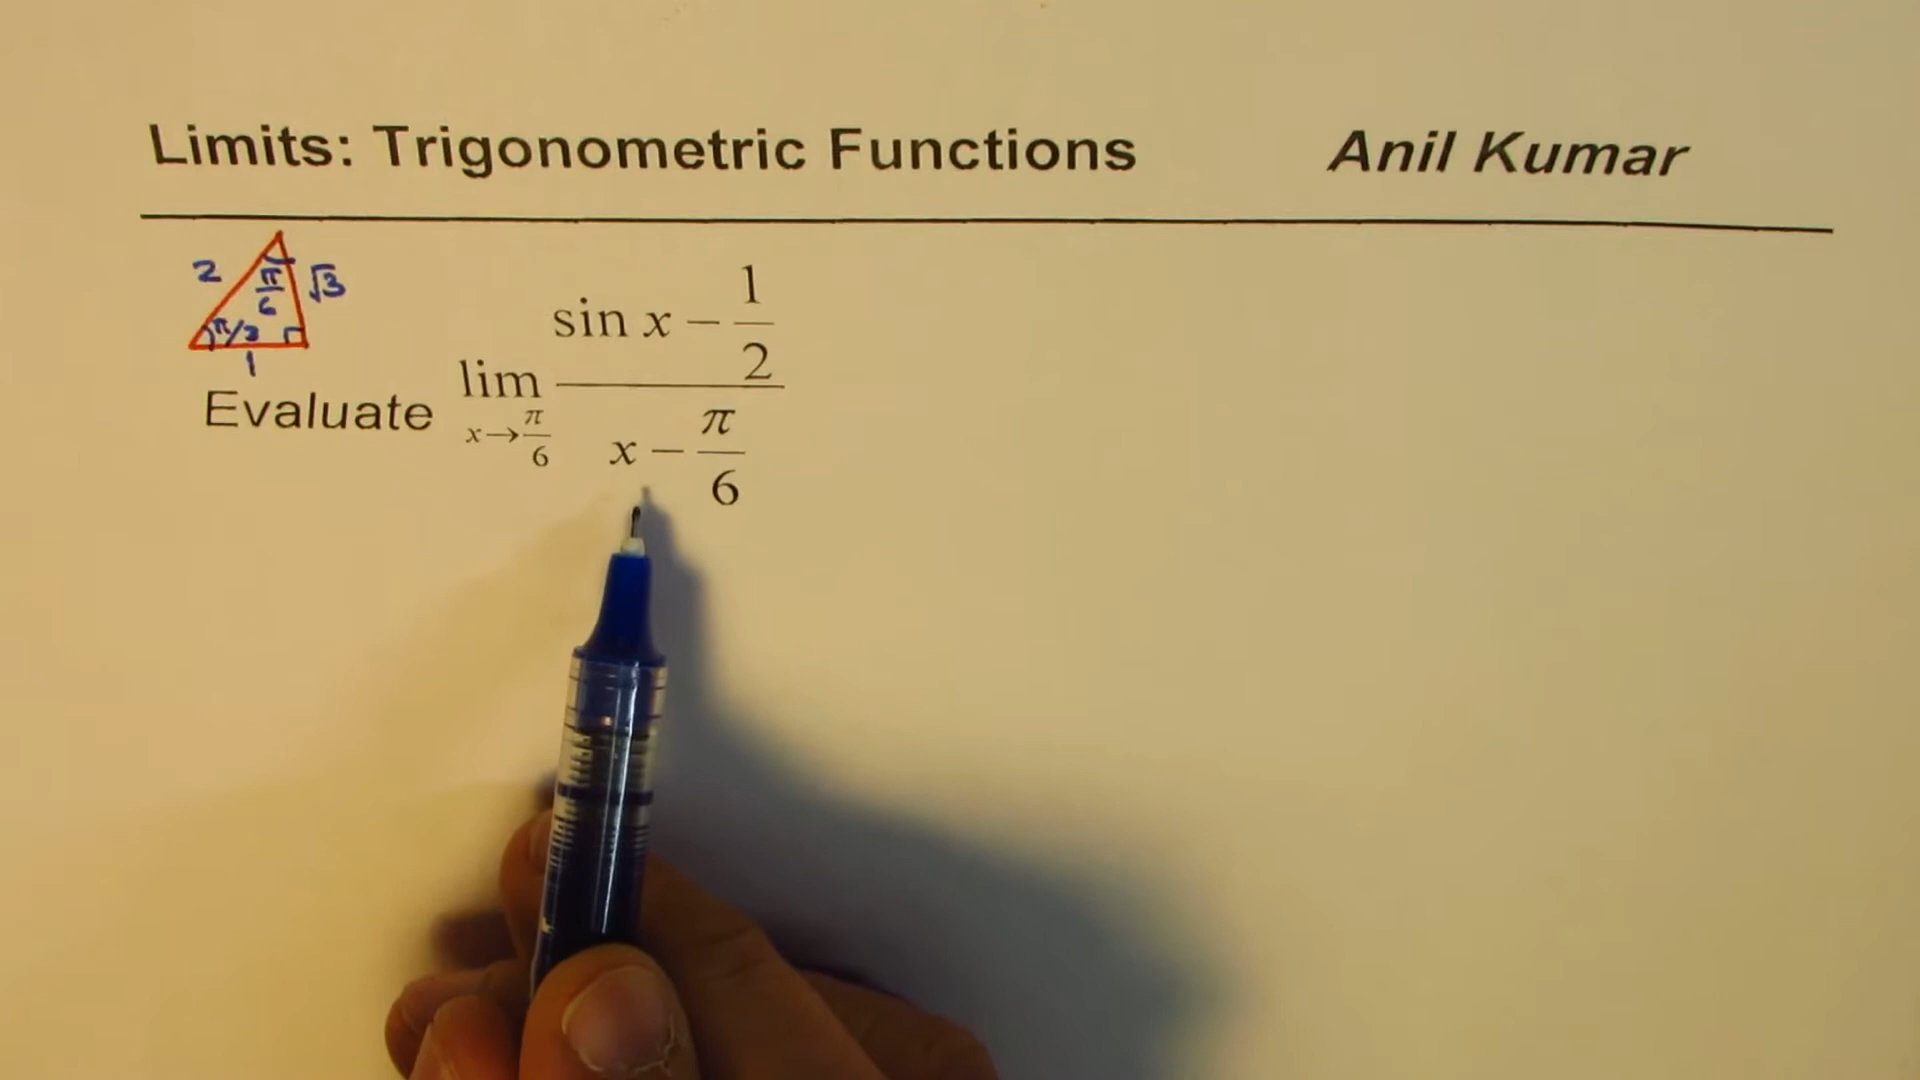 Limits: Trigonometric Functions Anil Kumar
2 π/6 √3
π/3
1
Evaluate lim x→π/6 (sin x − 1/2)/(x − π/6)